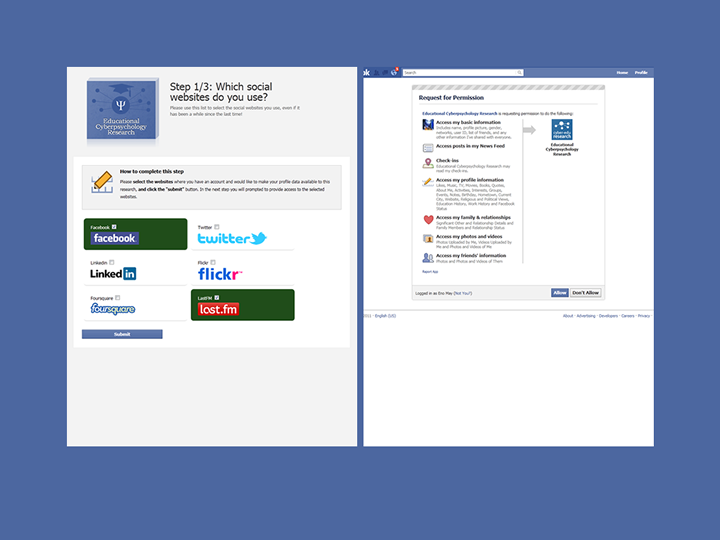 Educational
Cyberpsychology
Research
Step 1/3: Which social
websites do you use?
Please use this list to select the social websites you use, even if it
has been a while since the last time!
How to complete this step
Please select the websites where you have an account and would like to make your profile data available to this
research, and click the "submit" button. In the next step you will prompted to provide access to the selected
websites.
Facebook
facebook
Twitter
twitter
Linkedin
Linked in
Flickr
flickr
Foursquare
foursquare
LastFM
last.fm
Submit
Search
Home
Profile
Request for Permission
Educational Cyberpsychology Research is requesting permission to do the following:
Access my basic information
Includes name, profile picture, gender,
networks, user ID, list of friends, and any
other information I've shared with everyone.
Access posts in my News Feed
Check-ins
Educational Cyberpsychology Research may
read my check-ins.
Access my profile information
Likes, Music, TV, Movies, Books, Quotes,
About Me, Activities, Interests, Groups,
Events, Notes, Birthday, Hometown, Current
City, Website, Religious and Political Views,
Education History, Work History and Facebook
Status
Access my family & relationships
Significant Other and Relationship Details and
Family Members and Relationship Status
Access my photos and videos
Photos Uploaded by Me, Videos Uploaded by
Me and Photos and Videos of Me
Access my friends' information
Photos and Photos and Videos of Them
Report App
cyber.edu
research
Educational
Cyberpsychology
Research
Logged in as Eno May (Not You?)
Allow
Don't Allow
2012 · English (US)
About · Advertising · Developers · Careers · Privacy ·